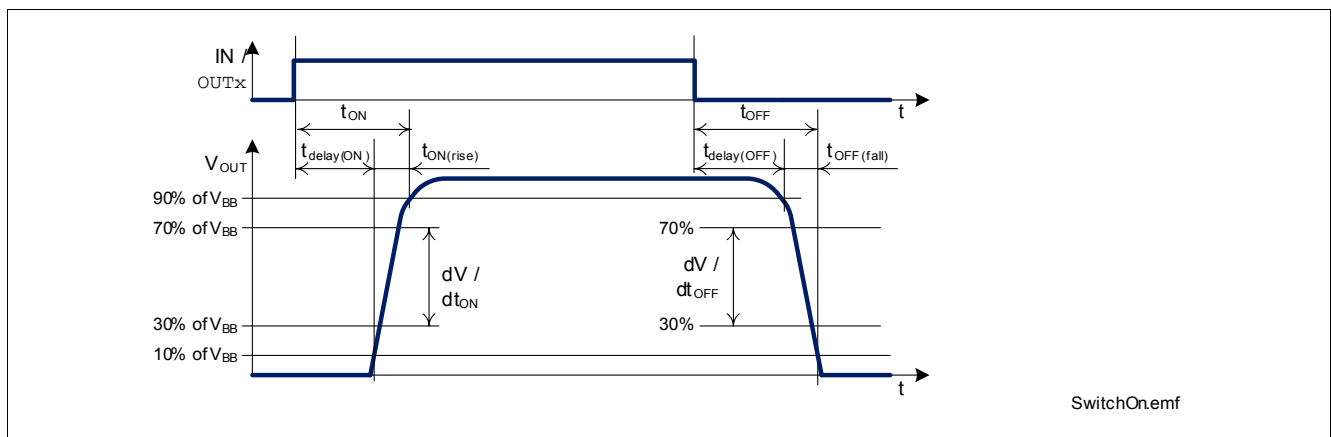 IN /
OUTx
t
tON
tOFF
tdelay(ON)
tON(rise)
tdelay(OFF)
tOFF(fall)
VOUT
90% of VBB
70% of VBB
70%
dV /
dtON
dV /
dtOFF
30% of VBB
30%
10% of VBB
t
SwitchOn.emf